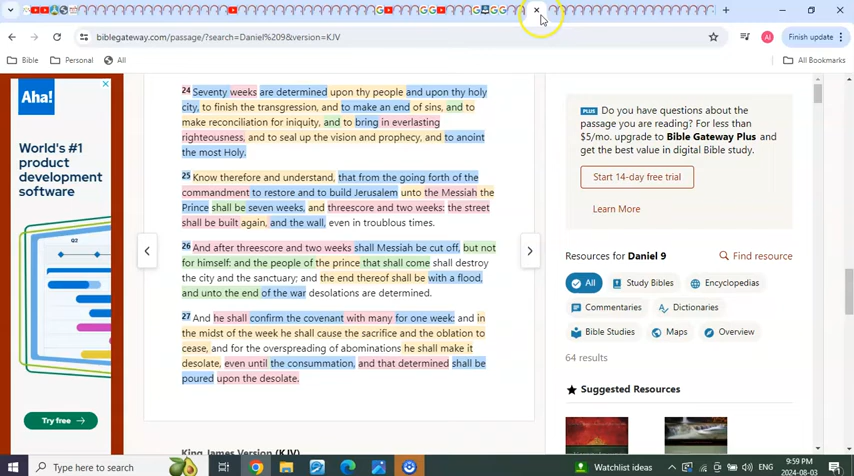 Finish update
biblegateway.com/passage/?search=Daniel%209&version=KJV
AI
Bible
Personal
All
All Bookmarks
Aha!
World's #1
product
development
software
Q2
Try free →
24 Seventy weeks are determined upon thy people and upon thy holy
city, to finish the transgression, and to make an end of sins, and to
make reconciliation for iniquity, and to bring in everlasting
righteousness, and to seal up the vision and prophecy, and to anoint
the most Holy.
25 Know therefore and understand, that from the going forth of the
commandment to restore and to build Jerusalem unto the Messiah the
Prince shall be seven weeks, and threescore and two weeks: the street
shall be built again, and the wall, even in troublous times.
26 And after threescore and two weeks shall Messiah be cut off, but not
for himself: and the people of the prince that shall come shall destroy
the city and the sanctuary; and the end thereof shall be with a flood,
and unto the end of the war desolations are determined.
27 And he shall confirm the covenant with many for one week: and in
the midst of the week he shall cause the sacrifice and the oblation to
cease, and for the overspreading of abominations he shall make it
desolate, even until the consummation, and that determined shall be
poured upon the desolate.
King James Version (KJV)
PLUS Do you have questions about the
passage you are reading? For less than
$5/mo. upgrade to Bible Gateway Plus and
get the best value in digital Bible study.
Start 14-day free trial
Learn More
Resources for Daniel 9
Find resource
All
Study Bibles
Encyclopedias
Commentaries
Dictionaries
Bible Studies
Maps
Overview
64 results
Suggested Resources
Type here to search
Watchlist ideas
ENG
9:59 PM
2024-08-03